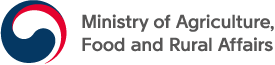 Ministry of Agriculture,
Food and Rural Affairs